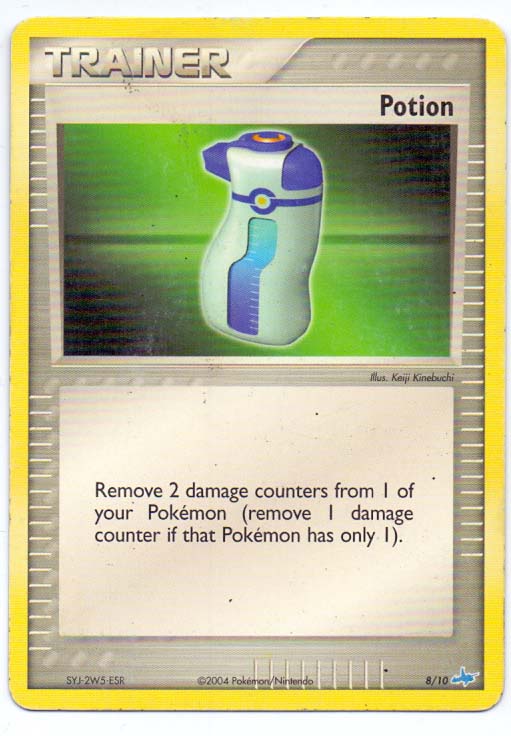 TRAINER
Potion
Illus. Keiji Kinebuchi
Remove 2 damage counters from 1 of
your Pokémon (remove 1 damage
counter if that Pokémon has only 1).
SYJ-2W5-ESR ©2004 Pokémon/Nintendo 8/10